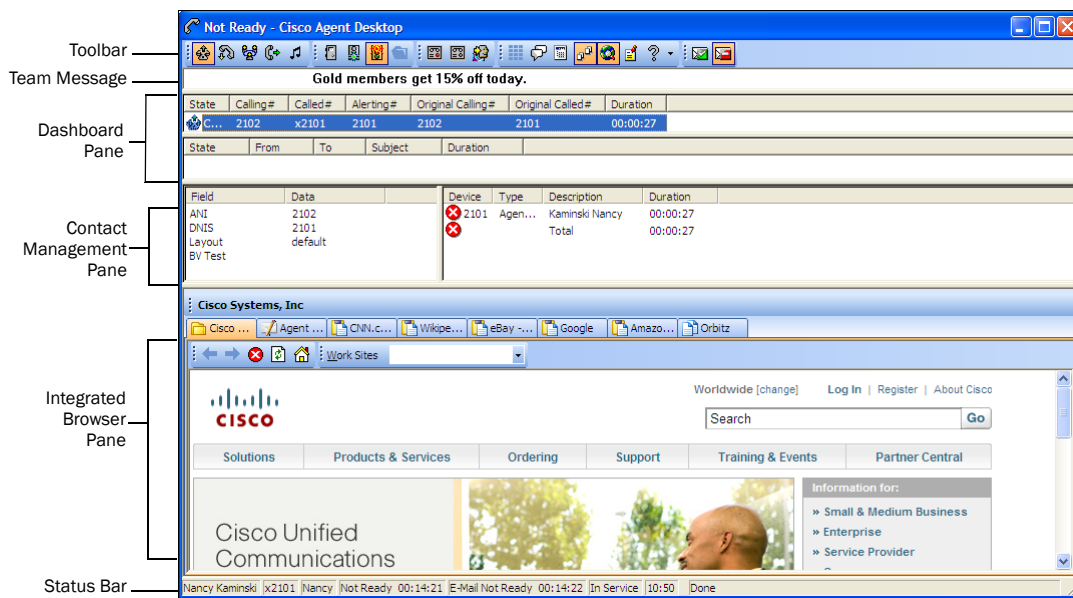 Not Ready - Cisco Agent Desktop
Toolbar
Team Message
Gold members get 15% off today.
Dashboard
Pane
State Calling# Called# Alerting# Original Calling# Original Called# Duration
C... 2102 x2101 2101 2102 2101 00:00:27
State From To Subject Duration
Contact
Management
Pane
Field Data
ANI 2102
DNIS 2101
Layout default
BV Test
Device Type Description Duration
2101 Agen... Kaminski Nancy 00:00:27
Total 00:00:27
Cisco Systems, Inc
Cisco ... Agent ... CNN.c... Wikipe... eBay -... Google Amazo... Orbitz
Integrated
Browser
Pane
Work Sites
CISCO
Worldwide [change] Log In | Register | About Cisco
Search Go
Solutions Products & Services Ordering Support Training & Events Partner Central
Cisco Unified
Communications
Information for:
» Small & Medium Business
» Enterprise
» Service Provider
Status Bar
Nancy Kaminski x2101 Nancy Not Ready 00:14:21 E-Mail Not Ready 00:14:22 In Service 10:50 Done